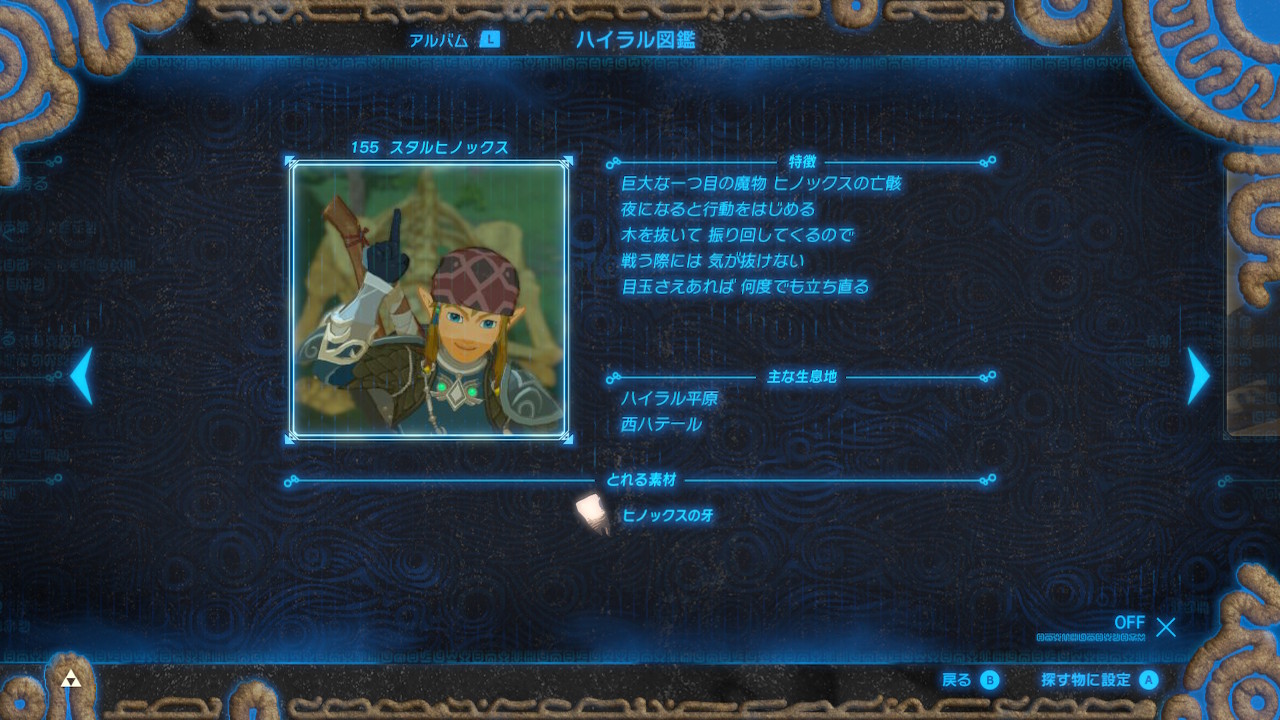 アルバム L
ハイラル図鑑
155 スタルヒノックス
特徴
巨大な一つ目の魔物 ヒノックスの亡骸
夜になると行動をはじめる
木を抜いて 振り回してくるので
戦う際には 気が抜けない
目玉さえあれば 何度でも立ち直る
主な生息地
ハイラル平原
西ハテール
とれる素材
ヒノックスの牙
OFF
戻る B
探す物に設定 A